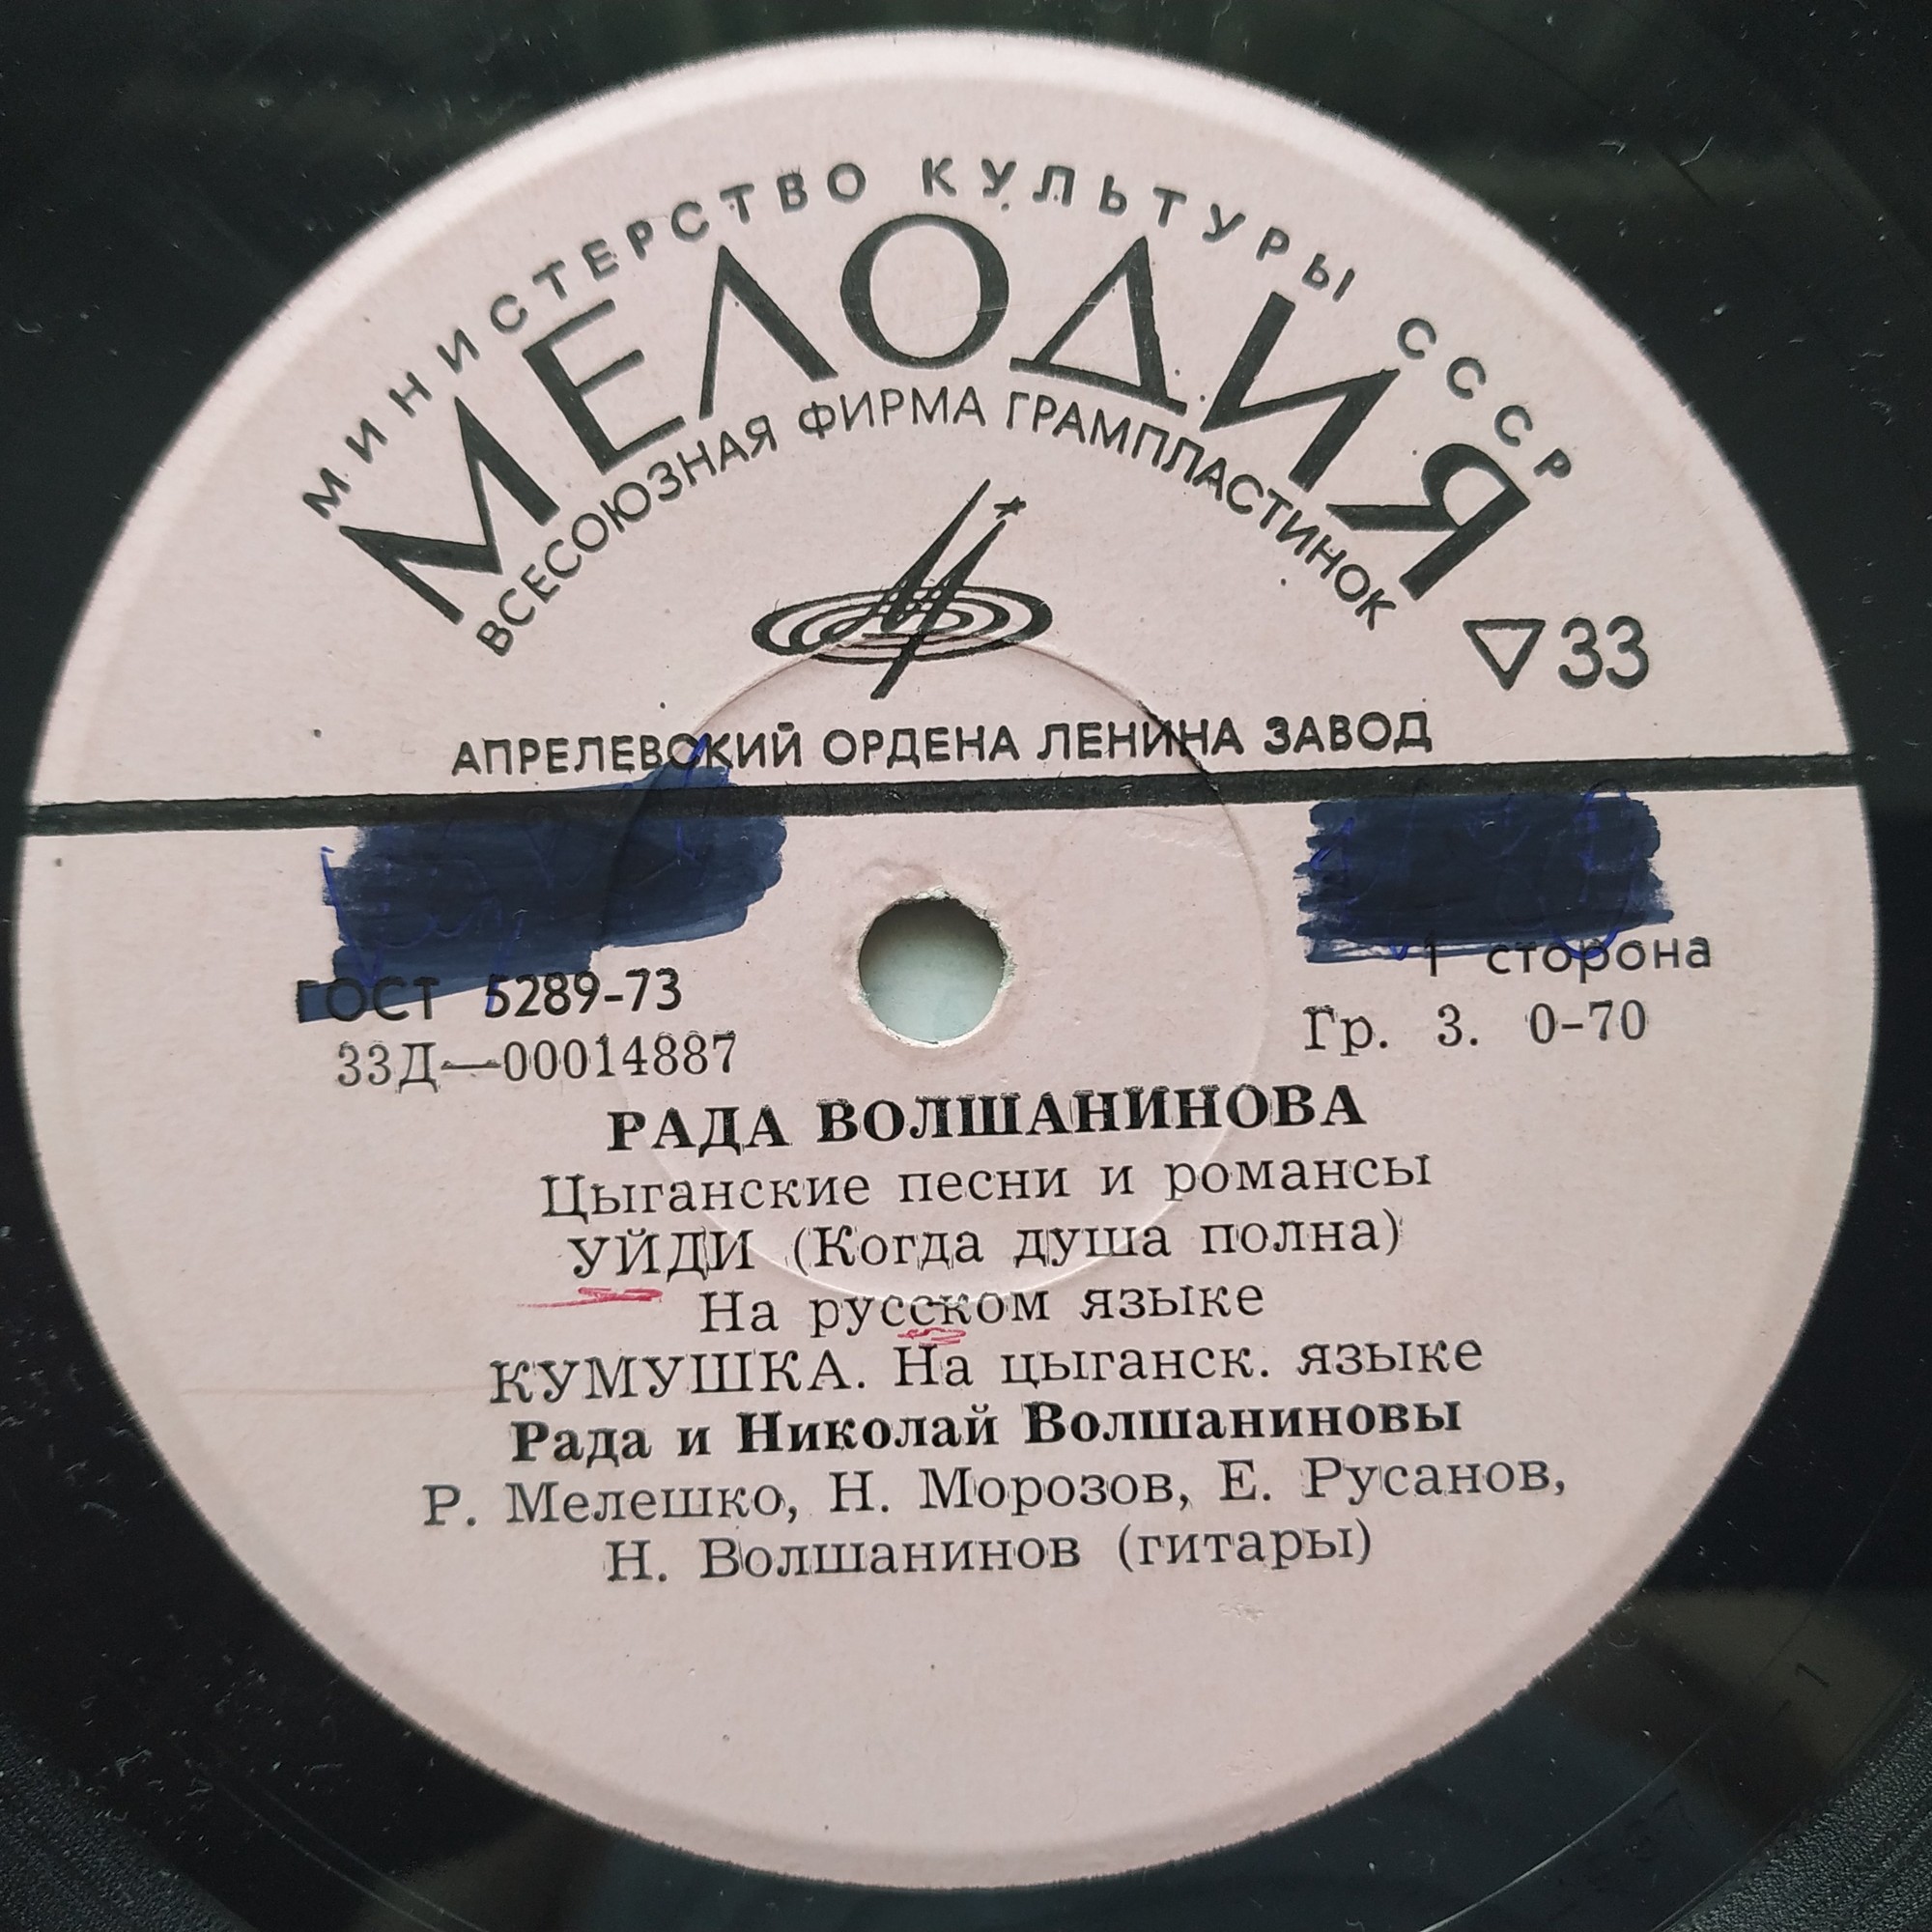 МИНИСТЕРСТВО КУЛЬТУРЫ СССР
МЕЛОДИЯ
ВСЕСОЮЗНАЯ ФИРМА ГРАМПЛАСТИНОК
33
АПРЕЛЕВСКИЙ ОРДЕНА ЛЕНИНА ЗАВОД
ГОСТ 5289-73
33Д—00014887
1 сторона
Гр. 3. 0-70
РАДА ВОЛШАНИНОВА
Цыганские песни и романсы
УЙДИ (Когда душа полна)
На русском языке
КУМУШКА. На цыганск. языке
Рада и Николай Волшаниновы
Р. Мелешко, Н. Морозов, Е. Русанов,
Н. Волшанинов (гитары)